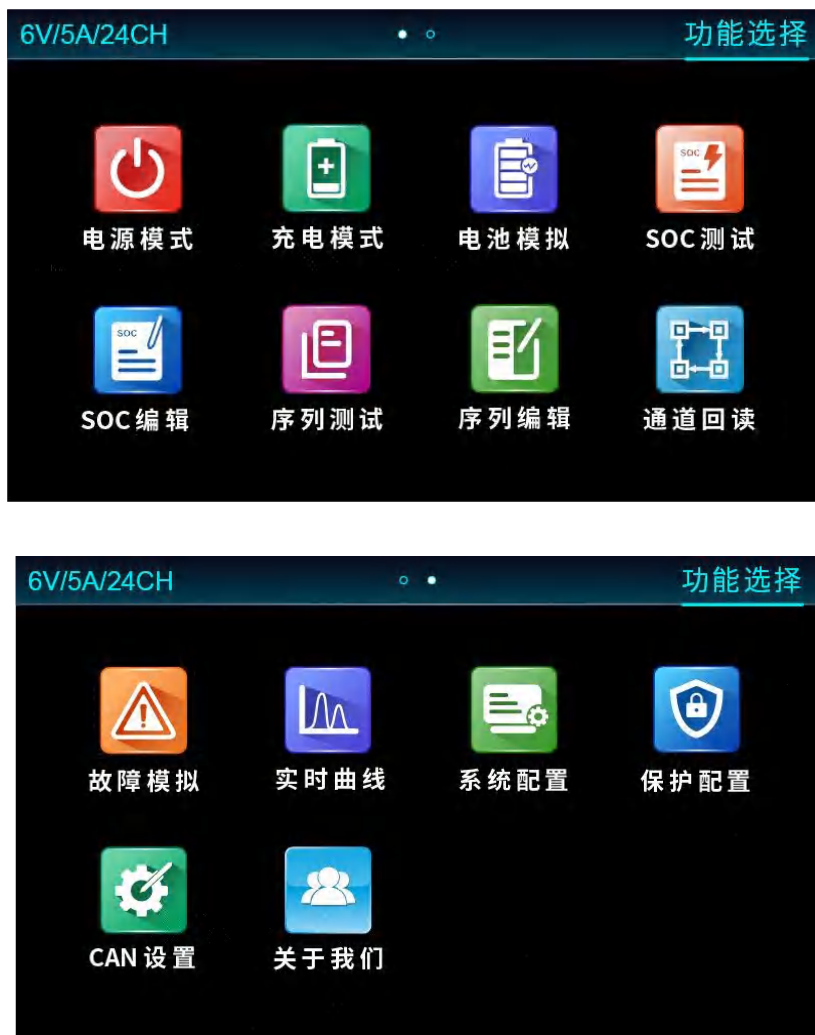 6V/5A/24CH 功能选择
电源模式 充电模式 电池模拟 SOC测试
SOC编辑 序列测试 序列编辑 通道回读
6V/5A/24CH 功能选择
故障模拟 实时曲线 系统配置 保护配置
CAN设置 关于我们